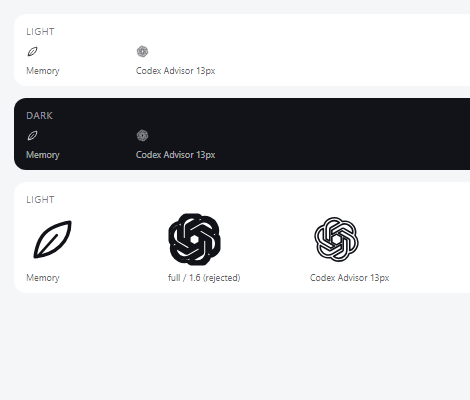 LIGHT
Memory
Codex Advisor 13px
DARK
Memory
Codex Advisor 13px
LIGHT
Memory
full / 1.6 (rejected)
Codex Advisor 13px